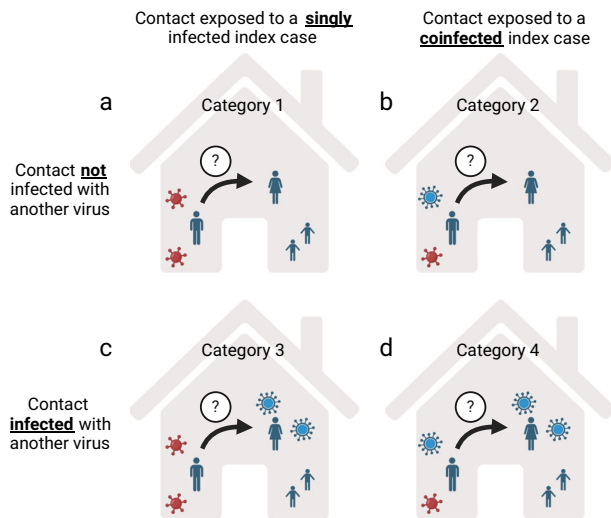 Contact exposed to a singly
infected index case
Contact exposed to a
coinfected index case
a
Category 1
b
Category 2
Contact not
infected with
another virus
?
?
c
Category 3
d
Category 4
Contact
infected with
another virus
?
?